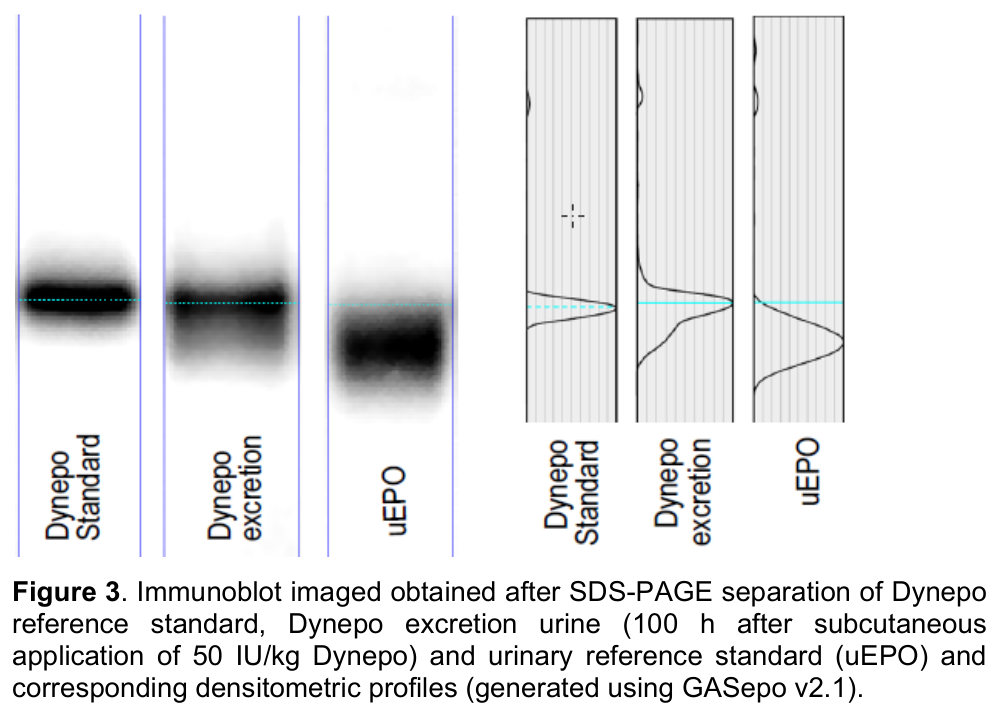 Dynepo
Standard
Dynepo
excretion
uEPO
Dynepo
Standard
Dynepo
excretion
uEPO
Figure 3. Immunoblot imaged obtained after SDS-PAGE separation of Dynepo
reference standard, Dynepo excretion urine (100 h after subcutaneous
application of 50 IU/kg Dynepo) and urinary reference standard (uEPO) and
corresponding densitometric profiles (generated using GASepo v2.1).